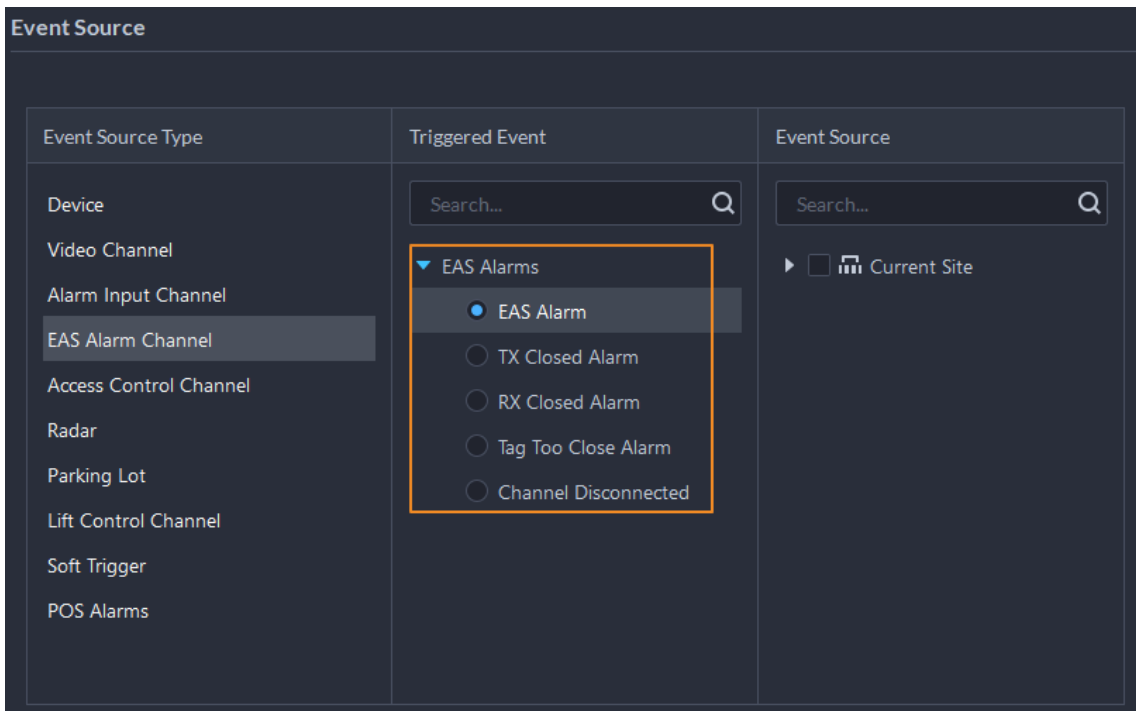 Event Source
Event Source Type
Triggered Event
Event Source
Device
Video Channel
Alarm Input Channel
EAS Alarm Channel
Access Control Channel
Radar
Parking Lot
Lift Control Channel
Soft Trigger
POS Alarms
Search...
EAS Alarms
EAS Alarm
TX Closed Alarm
RX Closed Alarm
Tag Too Close Alarm
Channel Disconnected
Search...
Current Site